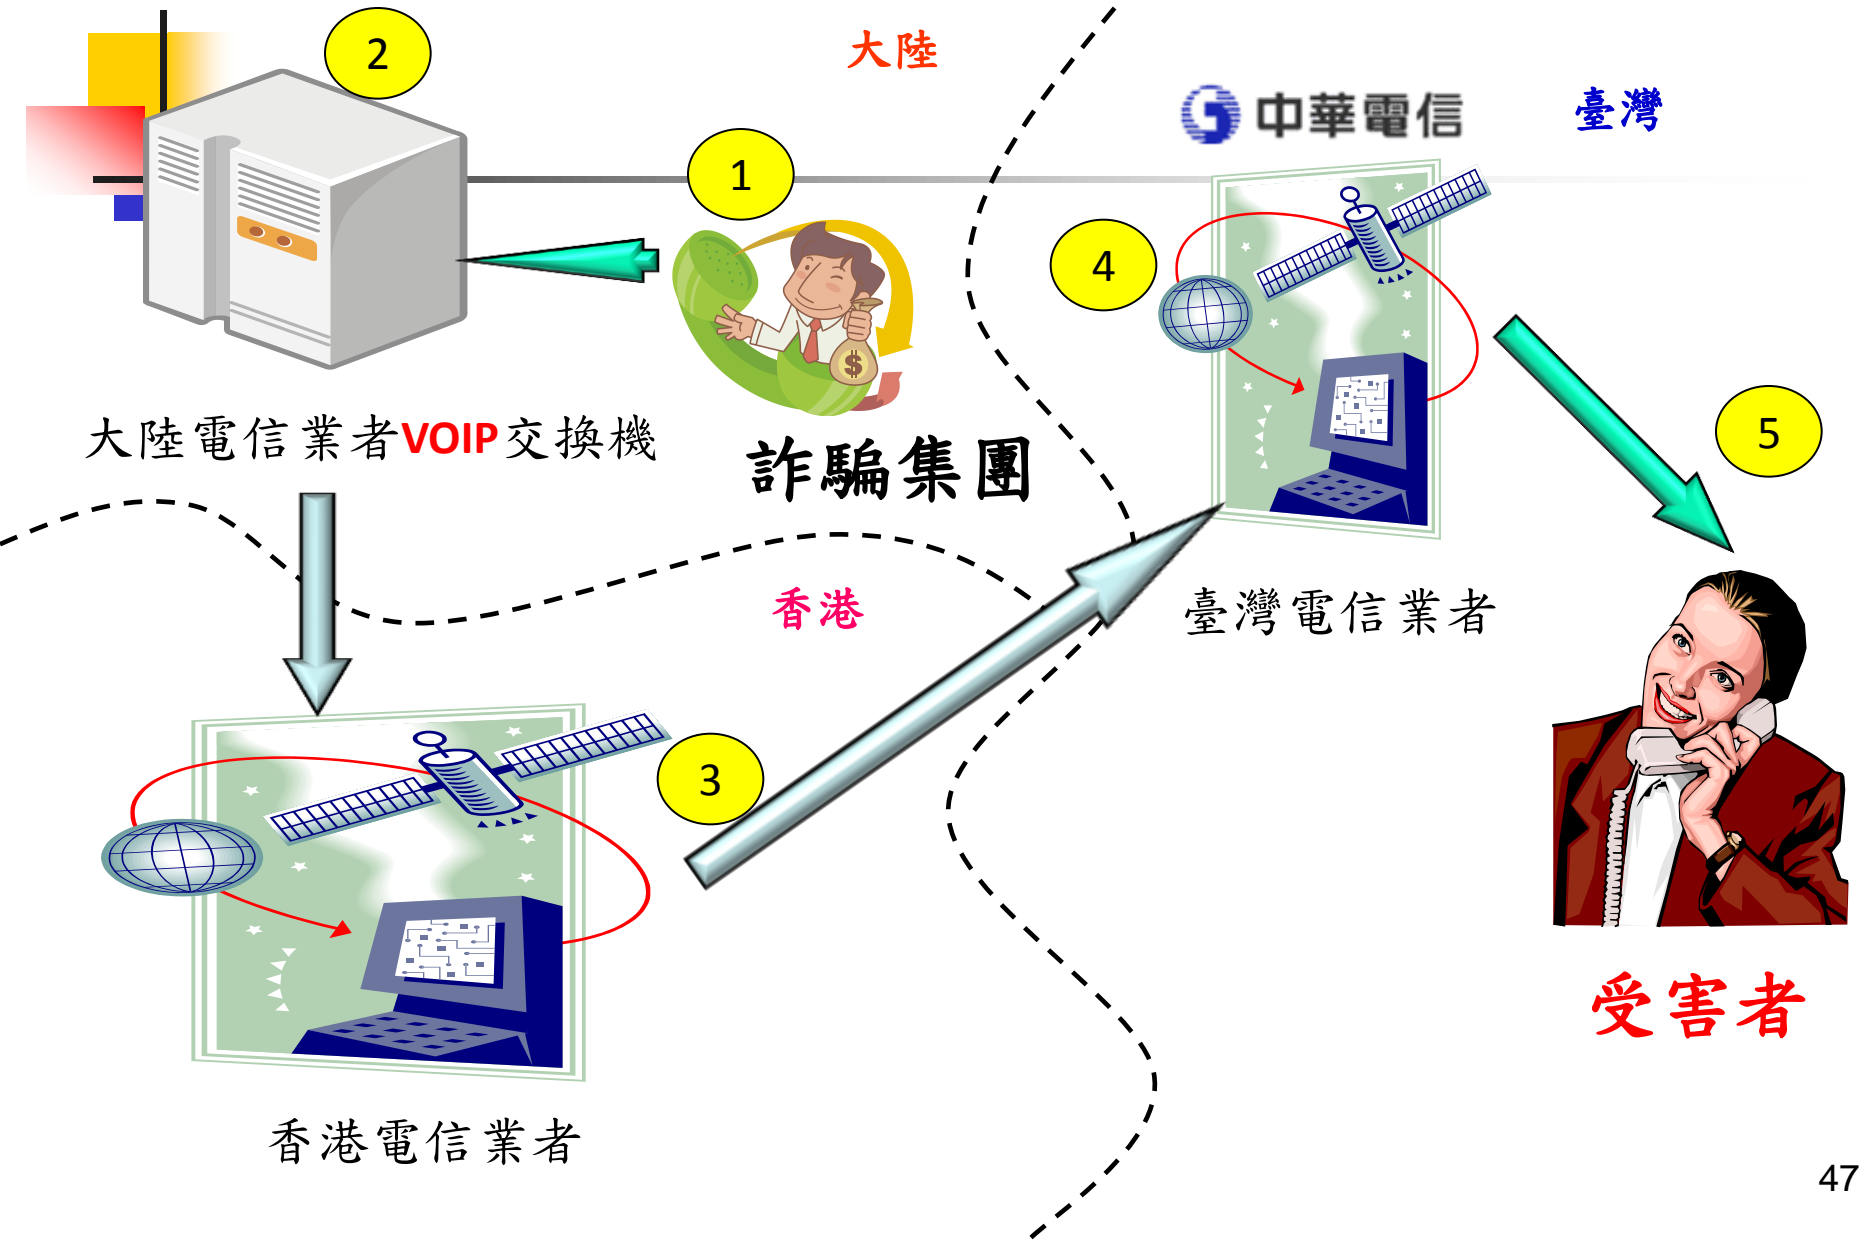 2
大陸
中華電信
臺灣
1
4
5
大陸電信業者VOIP交換機
詐騙集團
$
香港
臺灣電信業者
3
受害者
香港電信業者
47